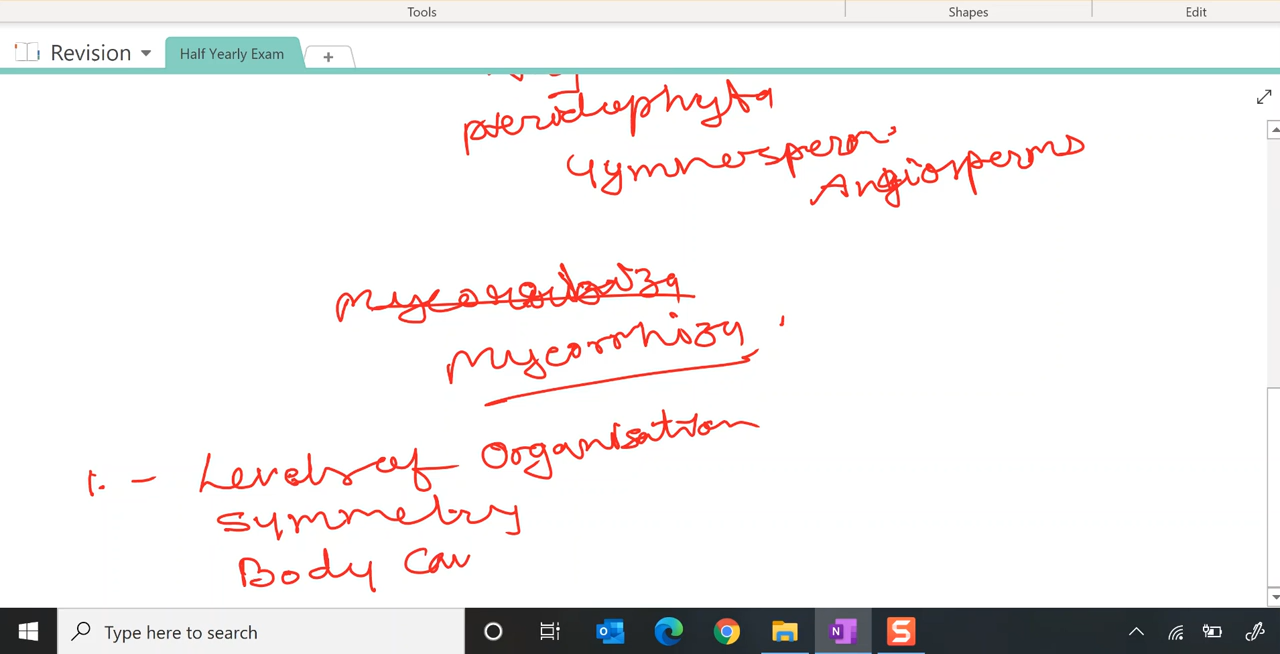 Tools Shapes Edit
Revision Half Yearly Exam +
pteridophyta
Gymnosperm
Angiosperms
Mycorrhiza
1. - Levels of Organisation
Symmetry
Body Cav
Type here to search